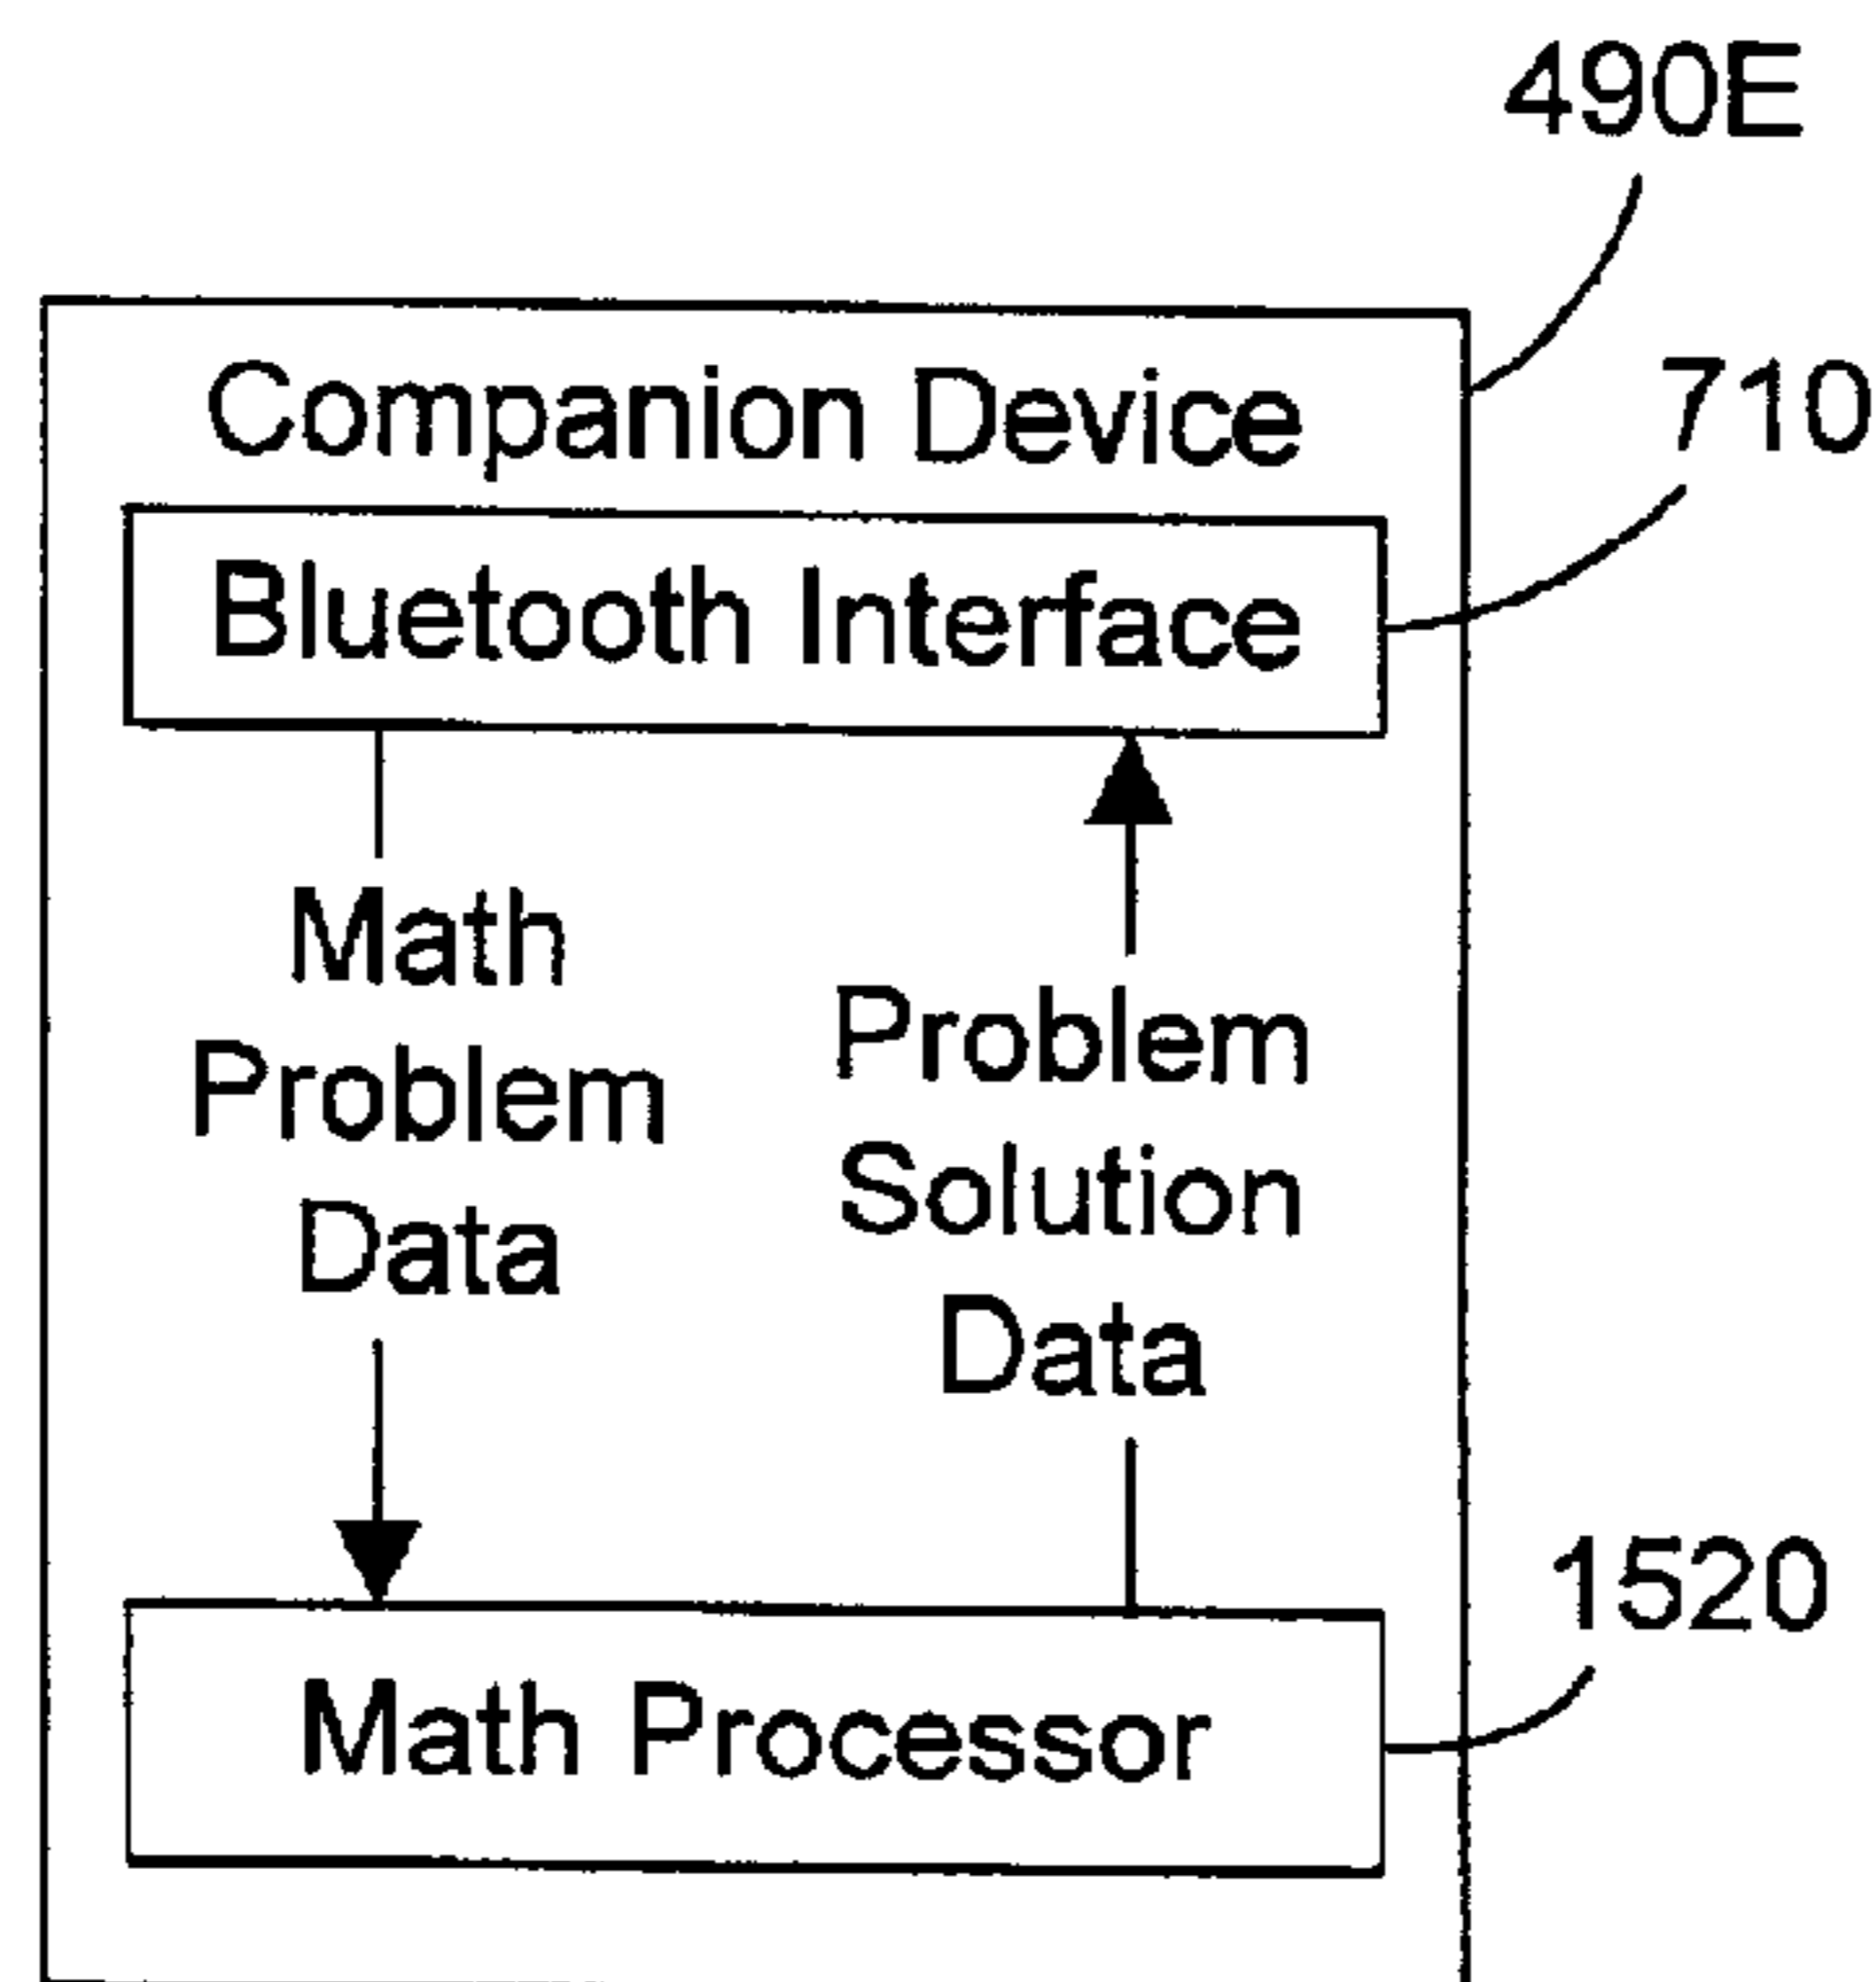 490E
Companion Device
710
Bluetooth Interface
Math
Problem
Data
Problem
Solution
Data
1520
Math Processor